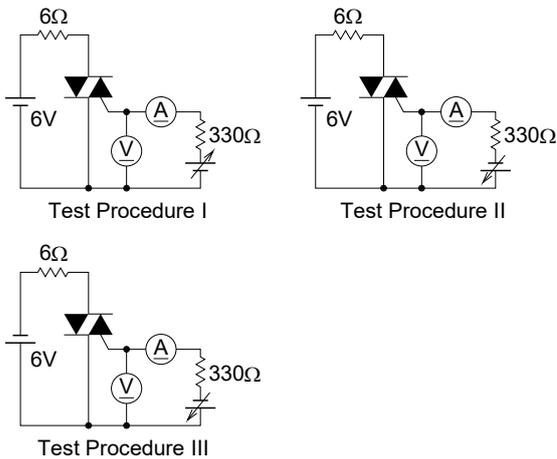 6Ω
6V
A
V
330Ω
Test Procedure I
6Ω
6V
A
V
330Ω
Test Procedure II
6Ω
6V
A
V
330Ω
Test Procedure III